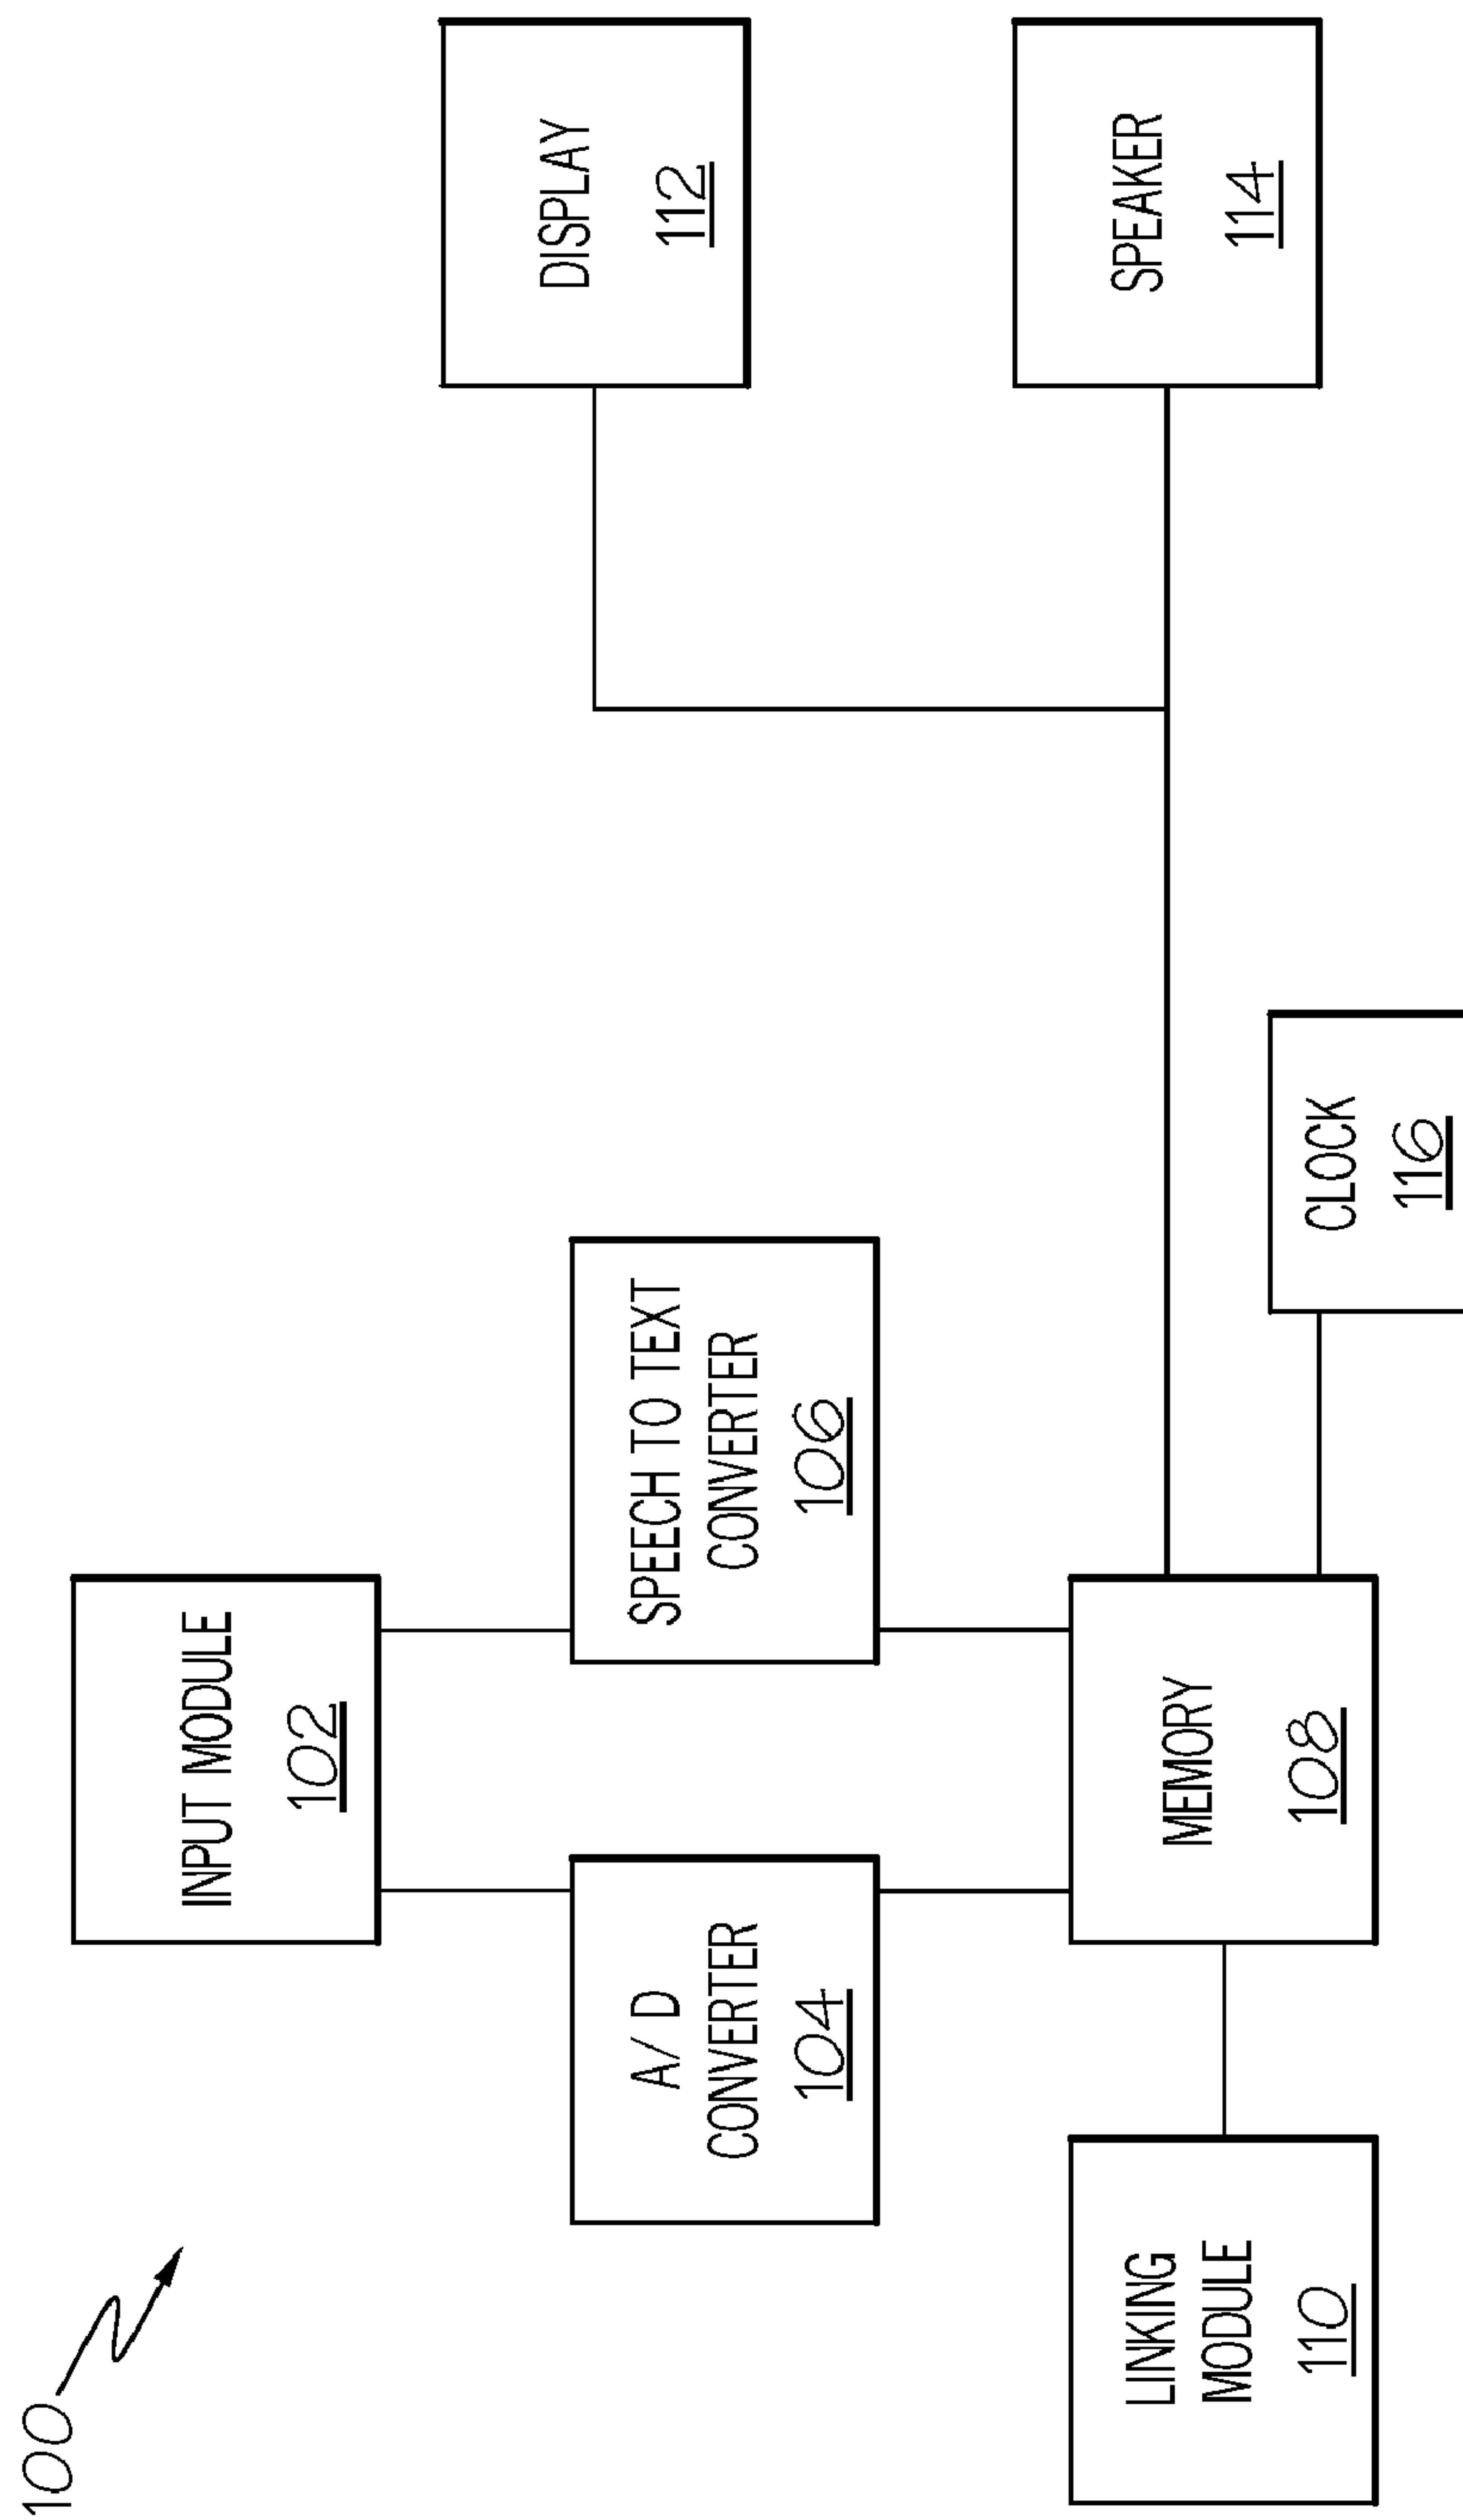 100
INPUT MODULE
102
A/D
CONVERTER
104
SPEECH TO TEXT
CONVERTER
106
DISPLAY
112
LINKING
MODULE
110
MEMORY
108
SPEAKER
114
CLOCK
116